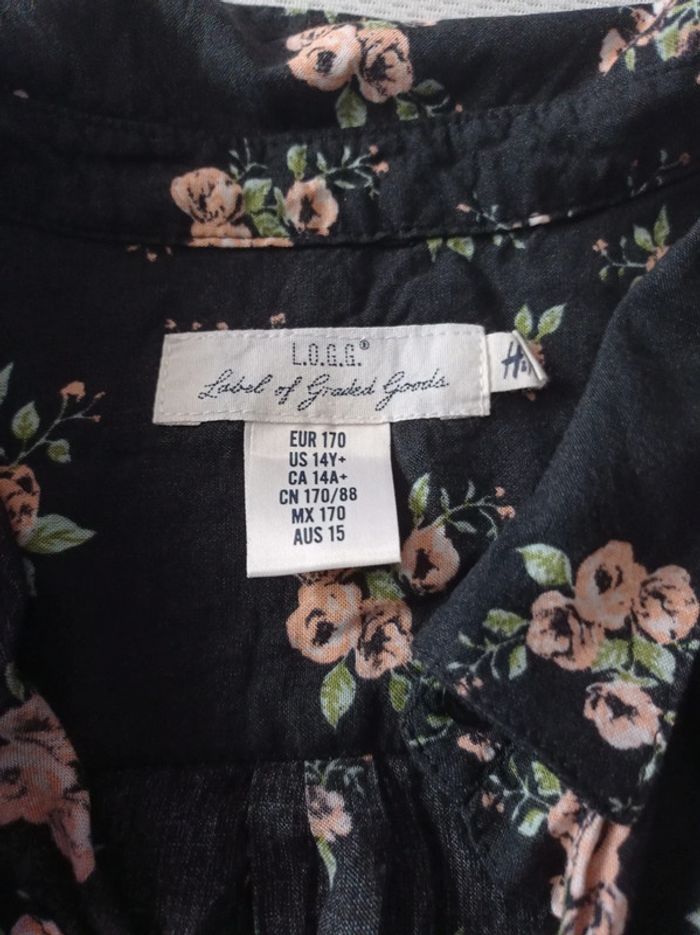 L.O.G.G.®
Label of Graded Goods
EUR 170
US 14Y+
CA 14A+
CN 170/88
MX 170
AUS 15